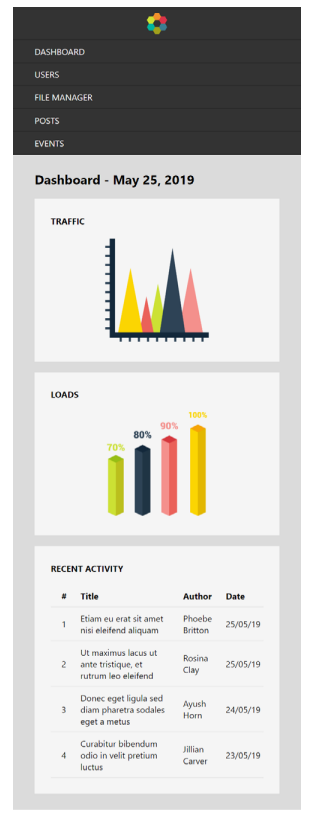 DASHBOARD
USERS
FILE MANAGER
POSTS
EVENTS
Dashboard - May 25, 2019
TRAFFIC
LOADS
70%
80%
90%
100%
RECENT ACTIVITY
# Title Author Date
1 Etiam eu erat sit amet nisi eleifend aliquam Phoebe Britton 25/05/19
2 Ut maximus lacus ut ante tristique, et rutrum leo eleifend Rosina Clay 25/05/19
3 Donec eget ligula sed diam pharetra sodales eget a metus Ayush Horn 24/05/19
4 Curabitur bibendum odio in velit pretium luctus Jillian Carver 23/05/19